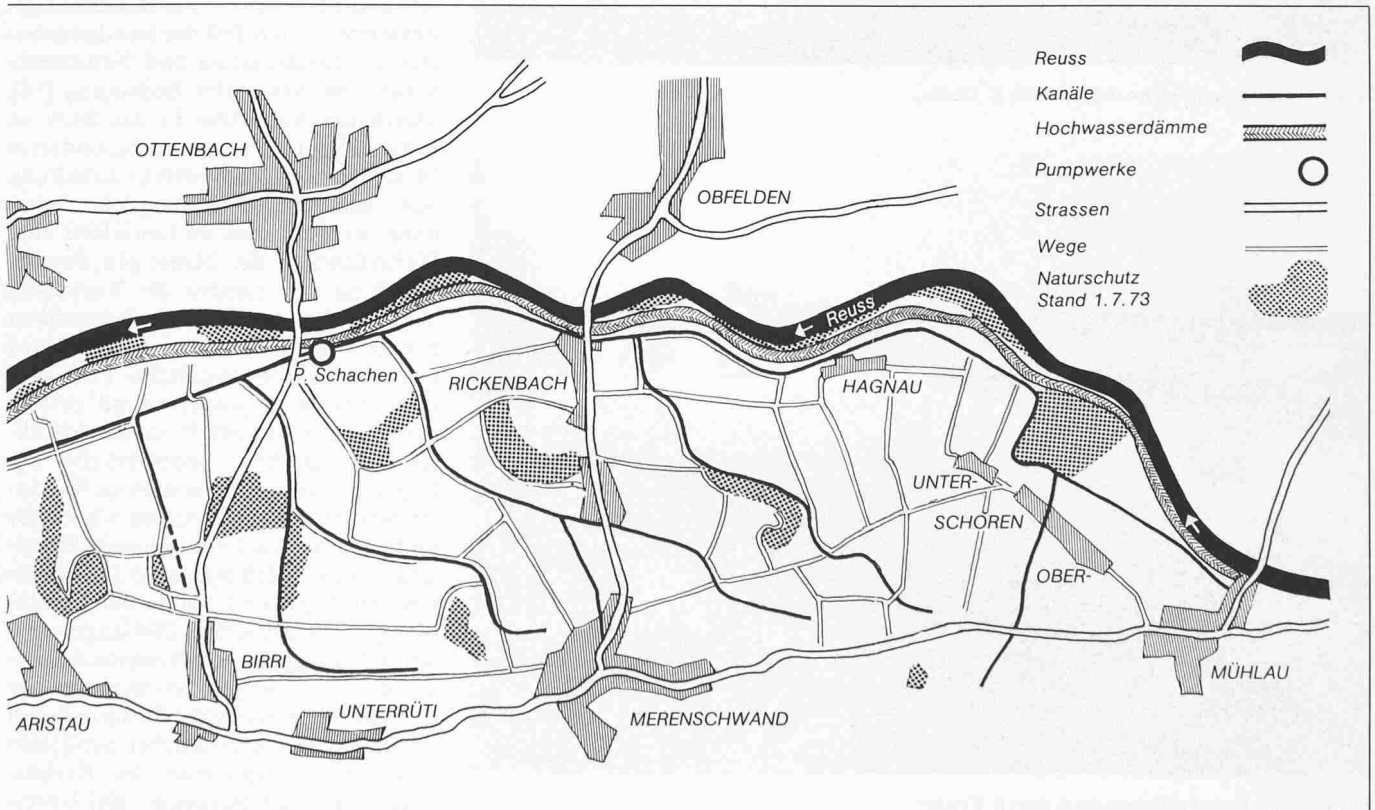 Reuss
Kanäle
Hochwasserdämme
Pumpwerke
Strassen
Wege
Naturschutz
Stand 1.7.73
OTTENBACH
OBFELDEN
Reuss
P. Schachen
RICKENBACH
HAGNAU
UNTER-
SCHOREN
OBER-
BIRRI
MÜHLAU
ARISTAU
UNTERRÜTI
MERENSCHWAND